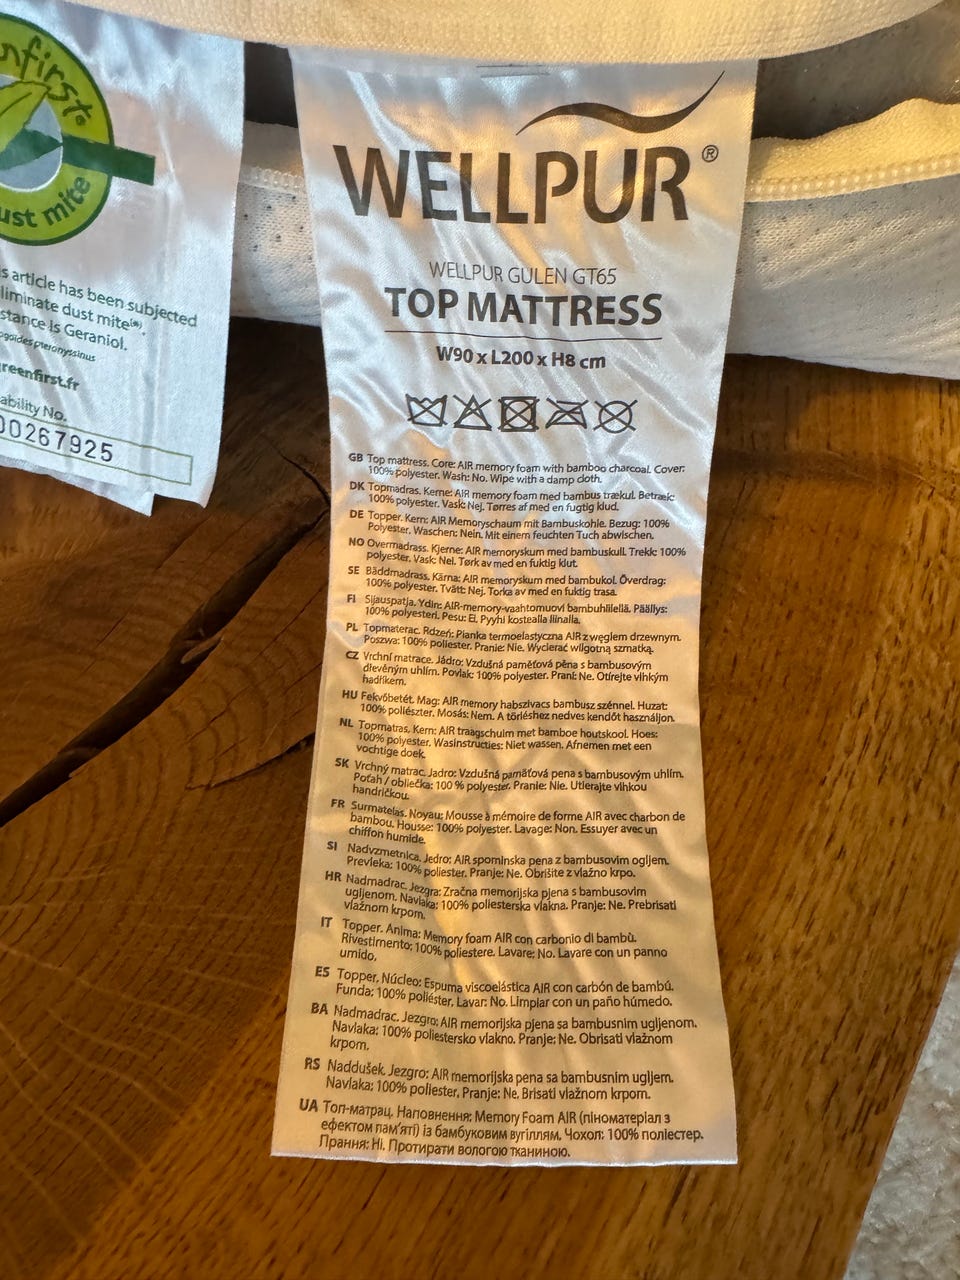 nfirst®
ust mite
s article has been subjected
liminate dust mite(*).
stance is Geraniol.
ogoides pteronyssinus
reenfirst.fr
ability No.
00267925
WELLPUR®
WELLPUR GULEN GT65
TOP MATTRESS
W90 x L200 x H8 cm
GB Top mattress. Core: AIR memory foam with bamboo charcoal. Cover:
100% polyester. Wash: No. Wipe with a damp cloth.
DK Topmadras. Kerne: AIR memory foam med bambus trækul. Betræk:
100% polyester. Vask: Nej. Tørres af med en fugtig klud.
DE Topper. Kern: AIR Memoryschaum mit Bambuskohle. Bezug: 100%
Polyester. Waschen: Nein. Mit einem feuchten Tuch abwischen.
NO Overmadrass. Kjerne: AIR memoryskum med bambuskull. Trekk: 100%
polyester. Vask: Nei. Tørk av med en fuktig klut.
SE Bäddmadrass. Kärna: AIR memoryskum med bambukol. Överdrag:
100% polyester. Tvätt: Nej. Torka av med en fuktig trasa.
FI Sijauspatja. Ydin: AIR-memory-vaahtomuovi bambuhiilellä. Päällys:
100% polyesteri. Pesu: Ei. Pyyhi kostealla liinalla.
PL Topmaterac. Rdzeń: Pianka termoelastyczna AIR z węglem drzewnym.
Poszwa: 100% poliester. Pranie: Nie. Wycierać wilgotną szmatką.
CZ Vrchní matrace. Jádro: Vzdušná paměťová pěna s bambusovým
dřevěným uhlím. Povlak: 100% polyester. Praní: Ne. Otírejte vlhkým
hadříkem.
HU Fekvőbetét. Mag: AIR memory habszivacs bambusz szénnel. Huzat:
100% poliészter. Mosás: Nem. A törléshez nedves kendőt használjon.
NL Topmatras. Kern: AIR traagschuim met bamboe houtskool. Hoes:
100% polyester. Wasinstructies: Niet wassen. Afnemen met een
vochtige doek.
SK Vrchný matrac. Jadro: Vzdušná pamäťová pena s bambusovým uhlím.
Poťah / obliečka: 100 % polyester. Pranie: Nie. Utierajte vlhkou
handričkou.
FR Surmatelas. Noyau: Mousse à mémoire de forme AIR avec charbon de
bambou. Housse: 100% polyester. Lavage: Non. Essuyer avec un
chiffon humide.
SI Nadvzmetnica. Jedro: AIR spominska pena z bambusovim ogljem.
Prevleka: 100% poliester. Pranje: Ne. Obrišite z vlažno krpo.
HR Nadmadrac. Jezgra: Zračna memorijska pjena s bambusovim
ugljenom. Navlaka: 100% poliesterska vlakna. Pranje: Ne. Prebrisati
vlažnom krpom.
IT Topper. Anima: Memory foam AIR con carbonio di bambù.
Rivestimento: 100% poliestere. Lavare: No. Lavare con un panno
umido.
ES Topper. Núcleo: Espuma viscoelástica AIR con carbón de bambú.
Funda: 100% poliéster. Lavar: No. Limpiar con un paño húmedo.
BA Nadmadrac. Jezgro: AIR memorijska pjena sa bambusnim ugljenom.
Navlaka: 100% poliestersko vlakno. Pranje: Ne. Obrisati vlažnom
krpom.
RS Naddušek. Jezgro: AIR memorijska pena sa bambusnim ugljem.
Navlaka: 100% poliester. Pranje: Ne. Brisati vlažnom krpom.
UA Топ-матрац. Наповнення: Memory Foam AIR (піноматеріал з
ефектом пам'яті) із бамбуковим вугіллям. Чохол: 100% поліестер.
Прання: Ні. Протирати вологою тканиною.